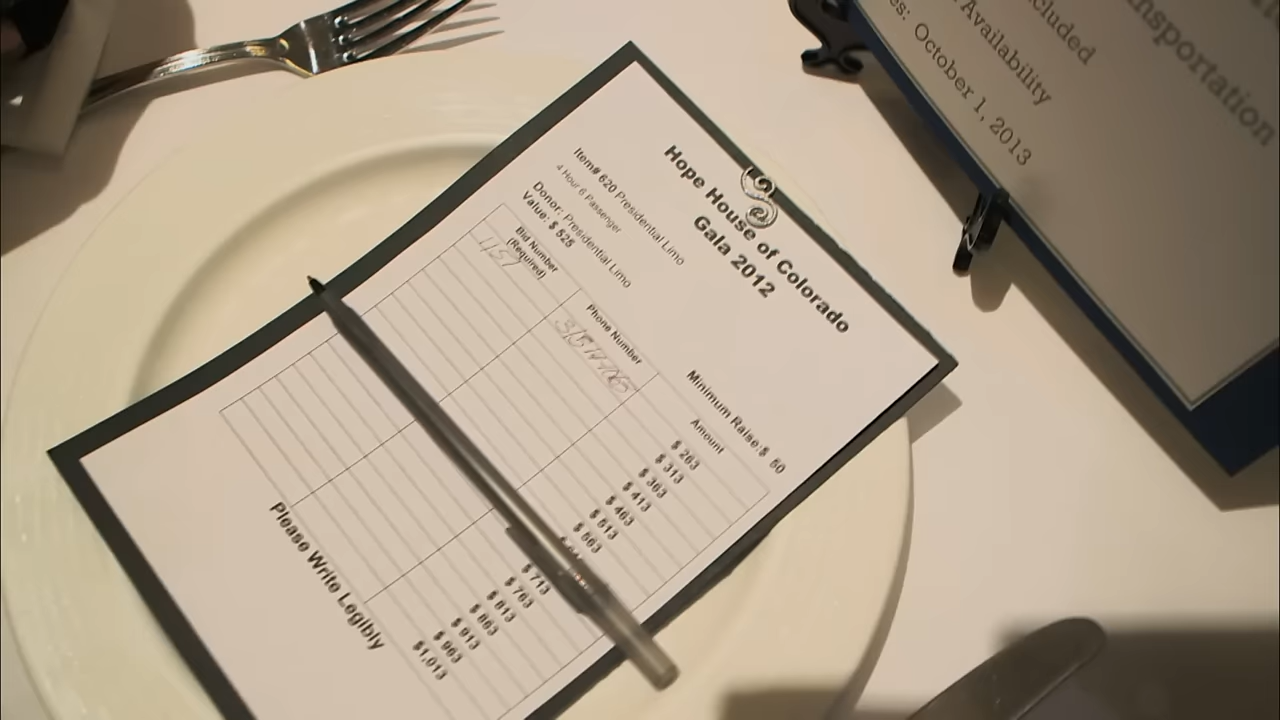 Hope House of Colorado
Gala 2012
Item# 620 Presidential Limo
4 Hour 6 Passenger
Donor: Presidential Limo
Value: $ 525
Minimum Raise:$ 50
Bid Number
(Required)
Phone Number
Amount
$ 263
$ 313
$ 363
$ 413
$ 463
$ 513
$ 563
$ 713
$ 763
$ 813
$ 863
$ 913
$ 963
$1,013
Please Write Legibly
Transportation
Included
Availability
October 1, 2013